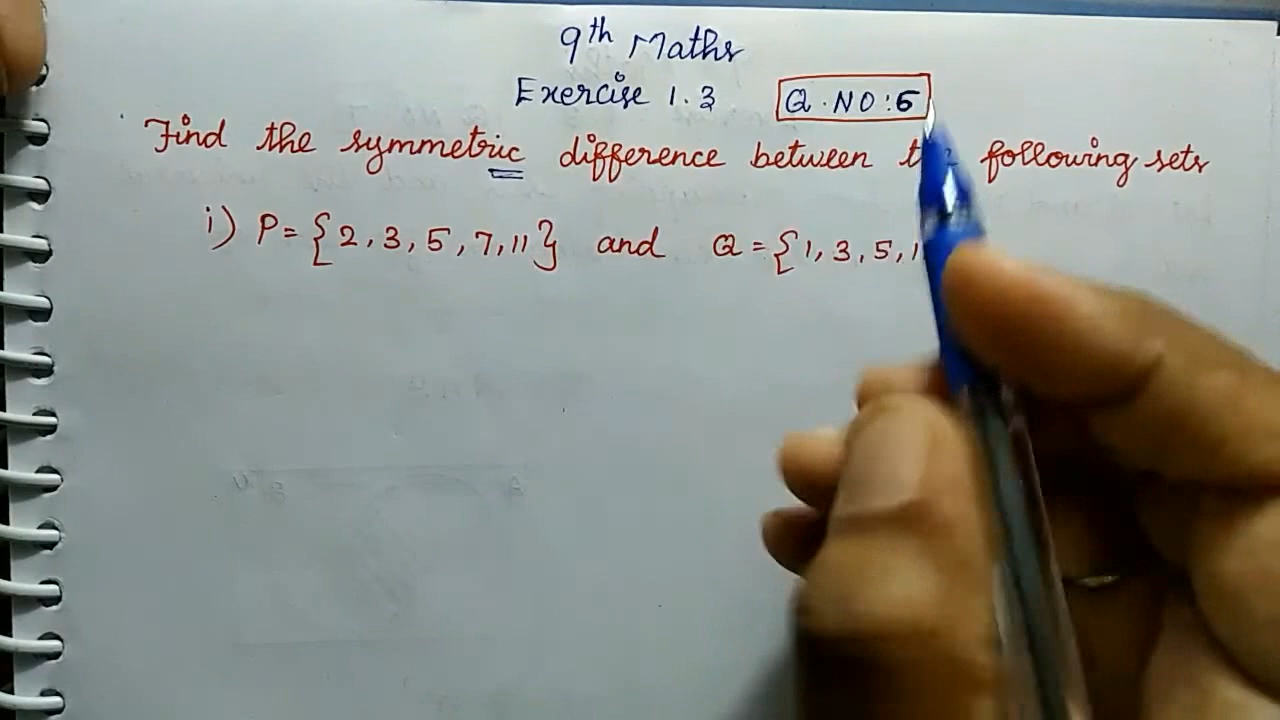 9th Maths
Exercise 1.3 Q.NO:6
Find the symmetric difference between following sets
i) P = {2, 3, 5, 7, 11} and Q = {1, 3, 5,